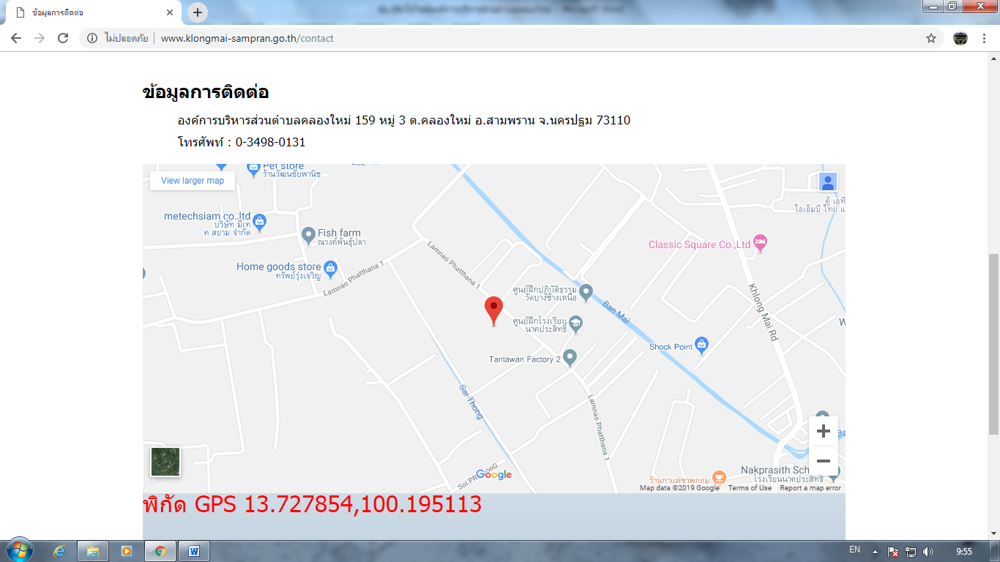 ข้อมูลการติดต่อ
ไม่ปลอดภัย
www.klongmai-sampran.go.th/contact
ข้อมูลการติดต่อ
องค์การบริหารส่วนตำบลคลองใหม่ 159 หมู่ 3 ต.คลองใหม่ อ.สามพราน จ.นครปฐม 73110
โทรศัพท์ : 0-3498-0131
View larger map
Pet store
ร้านวัฒนชัยพานิช
metechsiam co.,ltd
บริษัท มีเท
ค สยาม จำกัด
Fish farm
ณรงค์พันธุ์ปลา
Home goods store
ทรัพย์รุ่งเจริญ
Lamnao Phatthana 1
Lamnao Phatthana 1
ศูนย์ฝึกปฏิบัติธรรม
วัดบางช้างเหนือ
ศูนย์ฝึกโรงเรียน
นาคประสิทธิ์
Tantawan Factory 2
Classic Square Co.,Ltd
ตู้ เอที
ไอเอ็มบี ไทย แ
Ban Mai
Khlong Mai Rd
Shock Point
Sai Thong
Lamnao Phatthana 1
Nakprasith Sch
โรงเรียนนาคประสิทธิ์
ร้านกาแฟชาพยอม
Google
Map data ©2019 Google
Terms of Use
Report a map error
พิกัด GPS 13.727854,100.195113
EN
9:55